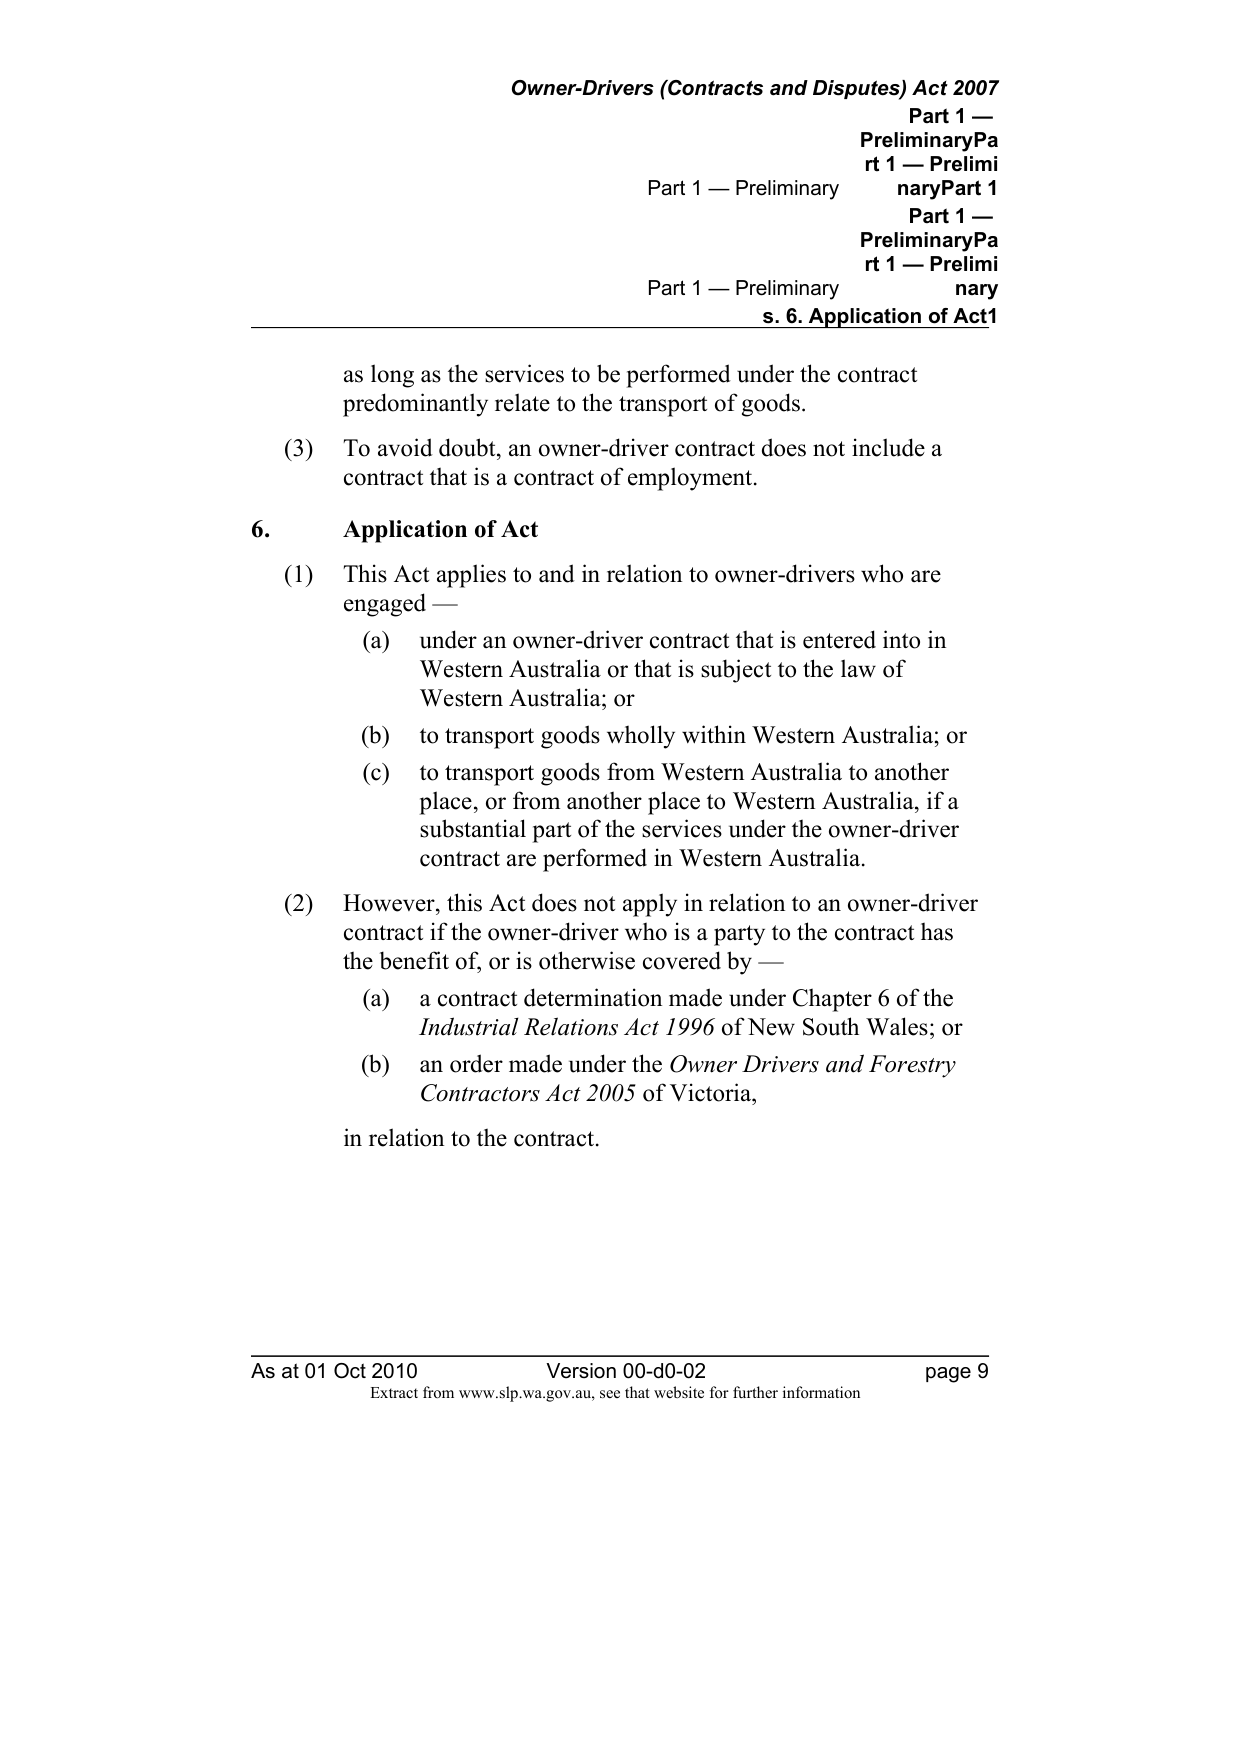 Owner-Drivers (Contracts and Disputes) Act 2007
Part 1 —
PreliminaryPa
rt 1 — Prelimi
Part 1 — Preliminary naryPart 1
Part 1 —
PreliminaryPa
rt 1 — Prelimi
Part 1 — Preliminary nary
s. 6. Application of Act1
as long as the services to be performed under the contract
predominantly relate to the transport of goods.
(3) To avoid doubt, an owner-driver contract does not include a
contract that is a contract of employment.
6. Application of Act
(1) This Act applies to and in relation to owner-drivers who are
engaged —
(a) under an owner-driver contract that is entered into in
Western Australia or that is subject to the law of
Western Australia; or
(b) to transport goods wholly within Western Australia; or
(c) to transport goods from Western Australia to another
place, or from another place to Western Australia, if a
substantial part of the services under the owner-driver
contract are performed in Western Australia.
(2) However, this Act does not apply in relation to an owner-driver
contract if the owner-driver who is a party to the contract has
the benefit of, or is otherwise covered by —
(a) a contract determination made under Chapter 6 of the
Industrial Relations Act 1996 of New South Wales; or
(b) an order made under the Owner Drivers and Forestry
Contractors Act 2005 of Victoria,
in relation to the contract.
As at 01 Oct 2010 Version 00-d0-02 page 9
Extract from www.slp.wa.gov.au, see that website for further information